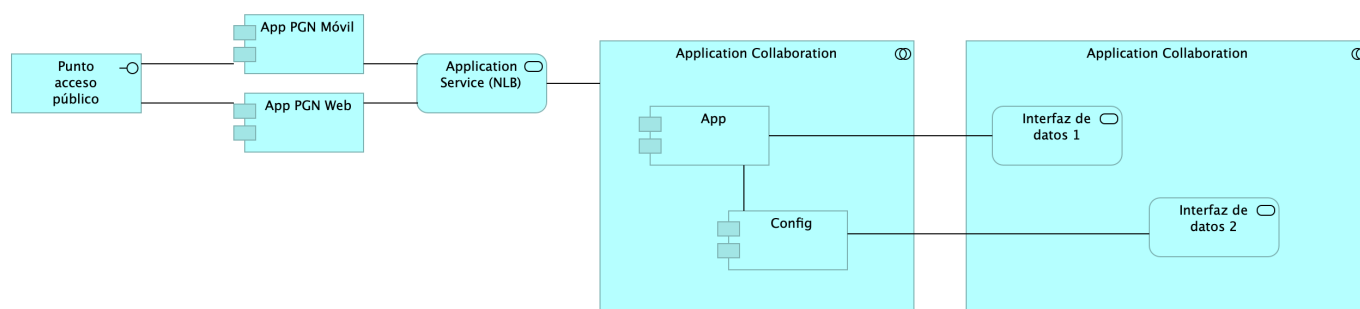 Punto
acceso
público
App PGN Móvil
App PGN Web
Application
Service (NLB)
Application Collaboration
App
Config
Application Collaboration
Interfaz de
datos 1
Interfaz de
datos 2